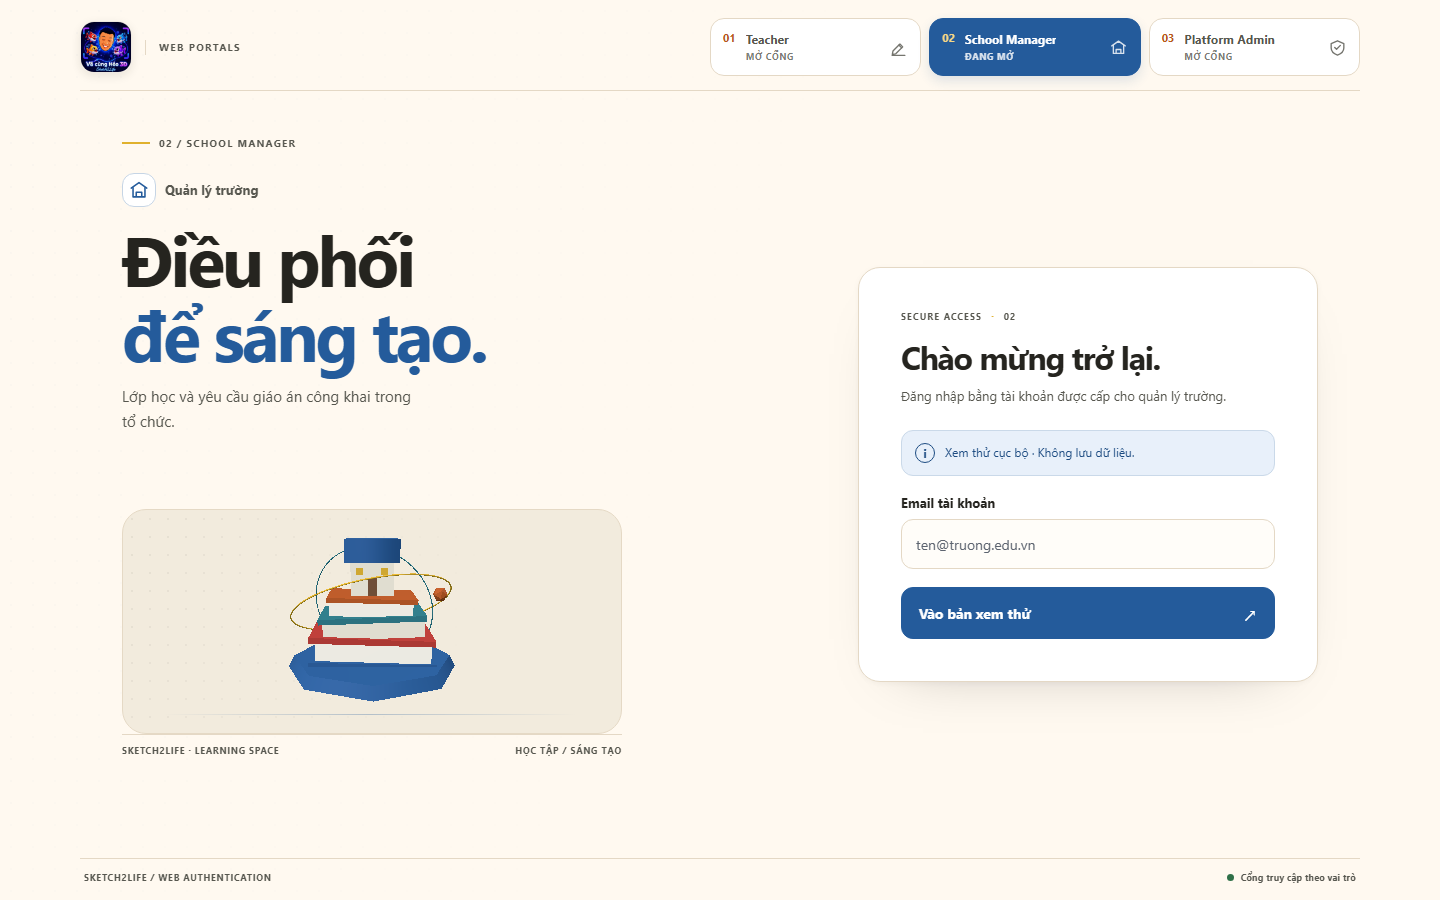 Vẽ cùng Héo 3D
WEB PORTALS
01 Teacher
MỞ CỔNG
02 School Manager
ĐANG MỞ
03 Platform Admin
MỞ CỔNG
02 / SCHOOL MANAGER
Quản lý trường
Điều phối
để sáng tạo.
Lớp học và yêu cầu giáo án công khai trong
tổ chức.
SKETCH2LIFE · LEARNING SPACE
HỌC TẬP / SÁNG TẠO
SECURE ACCESS · 02
Chào mừng trở lại.
Đăng nhập bằng tài khoản được cấp cho quản lý trường.
Xem thử cục bộ · Không lưu dữ liệu.
Email tài khoản
ten@truong.edu.vn
Vào bản xem thử
SKETCH2LIFE / WEB AUTHENTICATION
Cổng truy cập theo vai trò